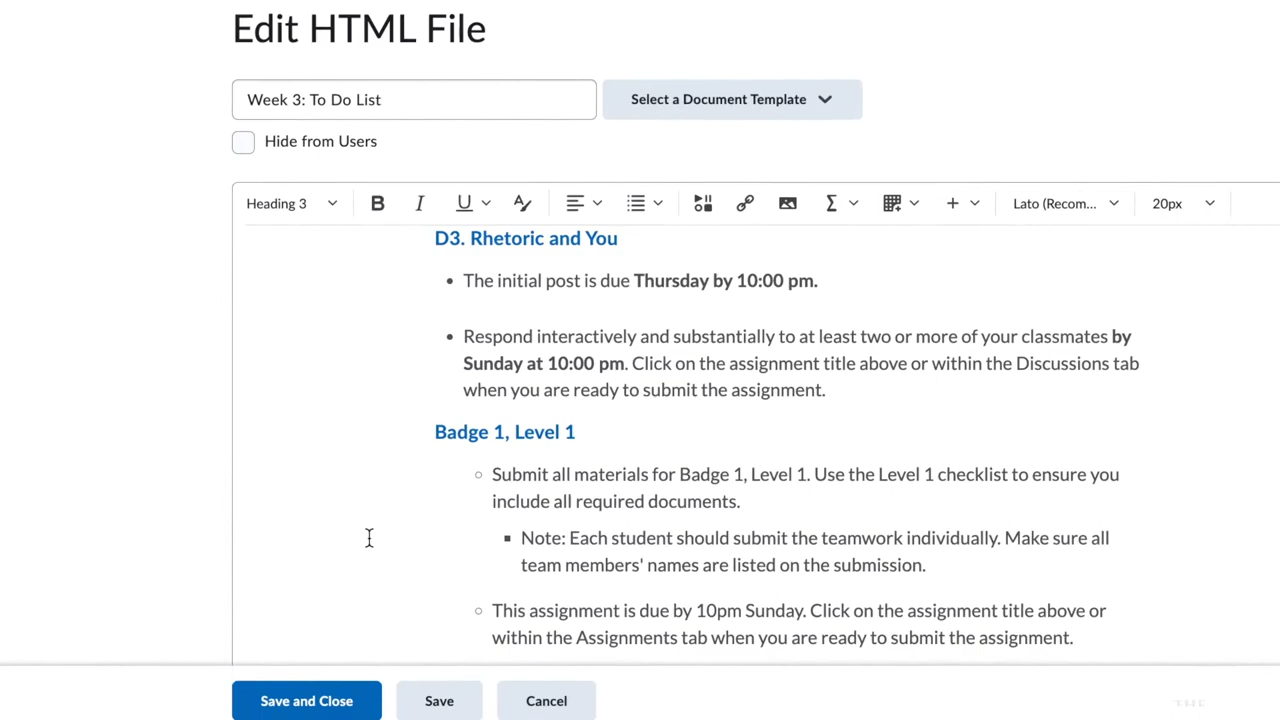 Edit HTML File
Week 3: To Do List
Select a Document Template
Hide from Users
Heading 3
B
I
U
Σ
+
Lato (Recom...
20px
D3. Rhetoric and You
• The initial post is due Thursday by 10:00 pm.
• Respond interactively and substantially to at least two or more of your classmates by
Sunday at 10:00 pm. Click on the assignment title above or within the Discussions tab
when you are ready to submit the assignment.
Badge 1, Level 1
Submit all materials for Badge 1, Level 1. Use the Level 1 checklist to ensure you
include all required documents.
Note: Each student should submit the teamwork individually. Make sure all
team members' names are listed on the submission.
This assignment is due by 10pm Sunday. Click on the assignment title above or
within the Assignments tab when you are ready to submit the assignment.
Save and Close
Save
Cancel